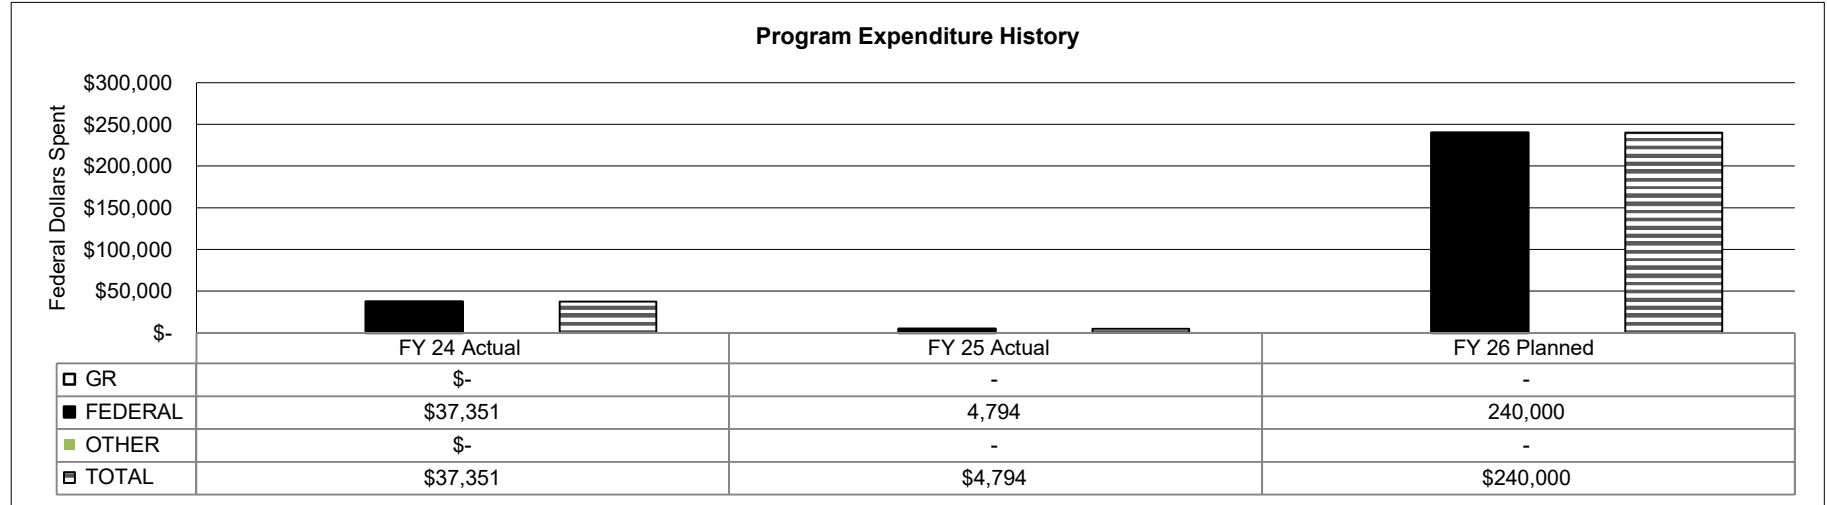 Program Expenditure History
Federal Dollars Spent
$300,000
$250,000
$200,000
$150,000
$100,000
$50,000
$-
FY 24 Actual FY 25 Actual FY 26 Planned
GR $- - -
FEDERAL $37,351 4,794 240,000
OTHER $- - -
TOTAL $37,351 $4,794 $240,000